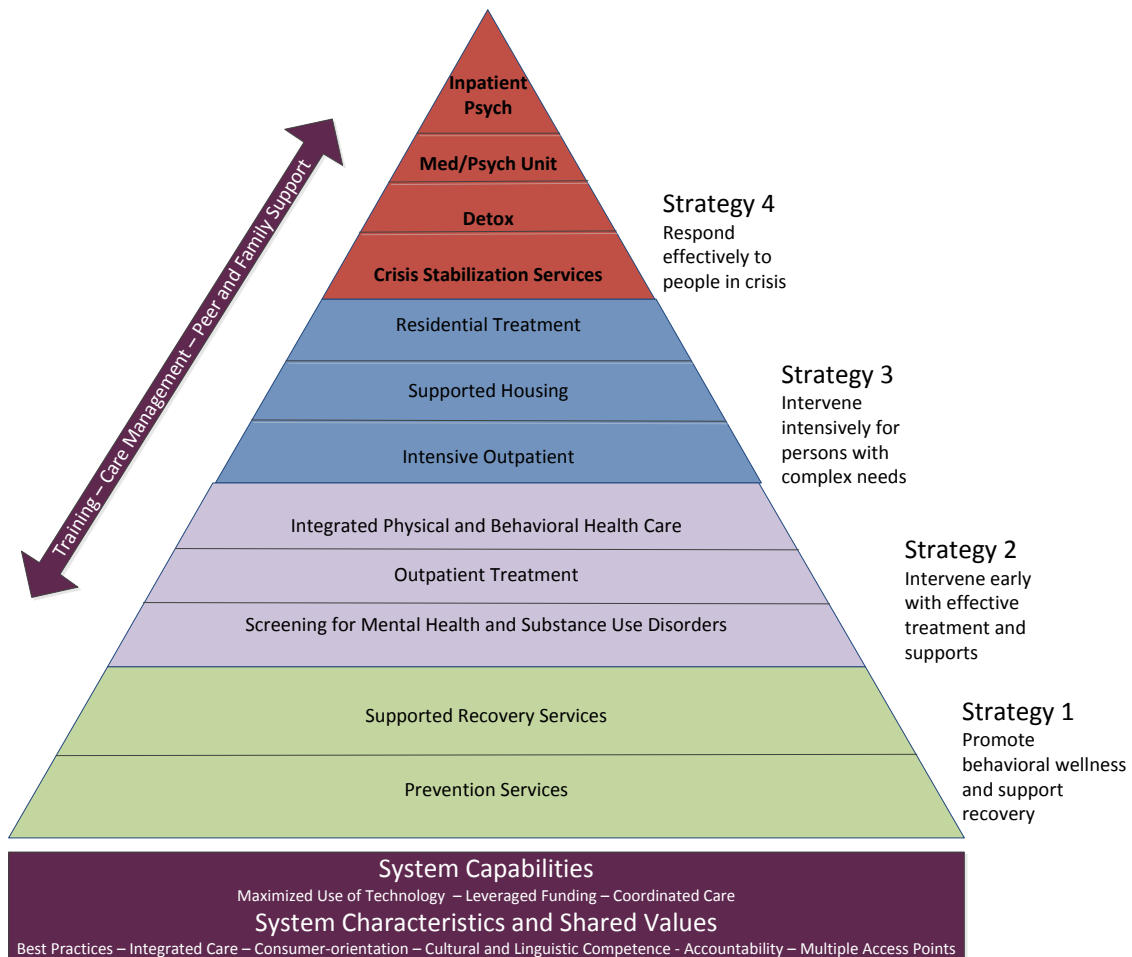 Inpatient
Psych
Med/Psych Unit
Detox
Crisis Stabilization Services
Strategy 4
Respond
effectively to
people in crisis
Residential Treatment
Supported Housing
Intensive Outpatient
Strategy 3
Intervene
intensively for
persons with
complex needs
Integrated Physical and Behavioral Health Care
Outpatient Treatment
Screening for Mental Health and Substance Use Disorders
Strategy 2
Intervene early
with effective
treatment and
supports
Supported Recovery Services
Prevention Services
Strategy 1
Promote
behavioral wellness
and support
recovery
Training – Care Management – Peer and Family Support
System Capabilities
Maximized Use of Technology – Leveraged Funding – Coordinated Care
System Characteristics and Shared Values
Best Practices – Integrated Care – Consumer-orientation – Cultural and Linguistic Competence - Accountability – Multiple Access Points